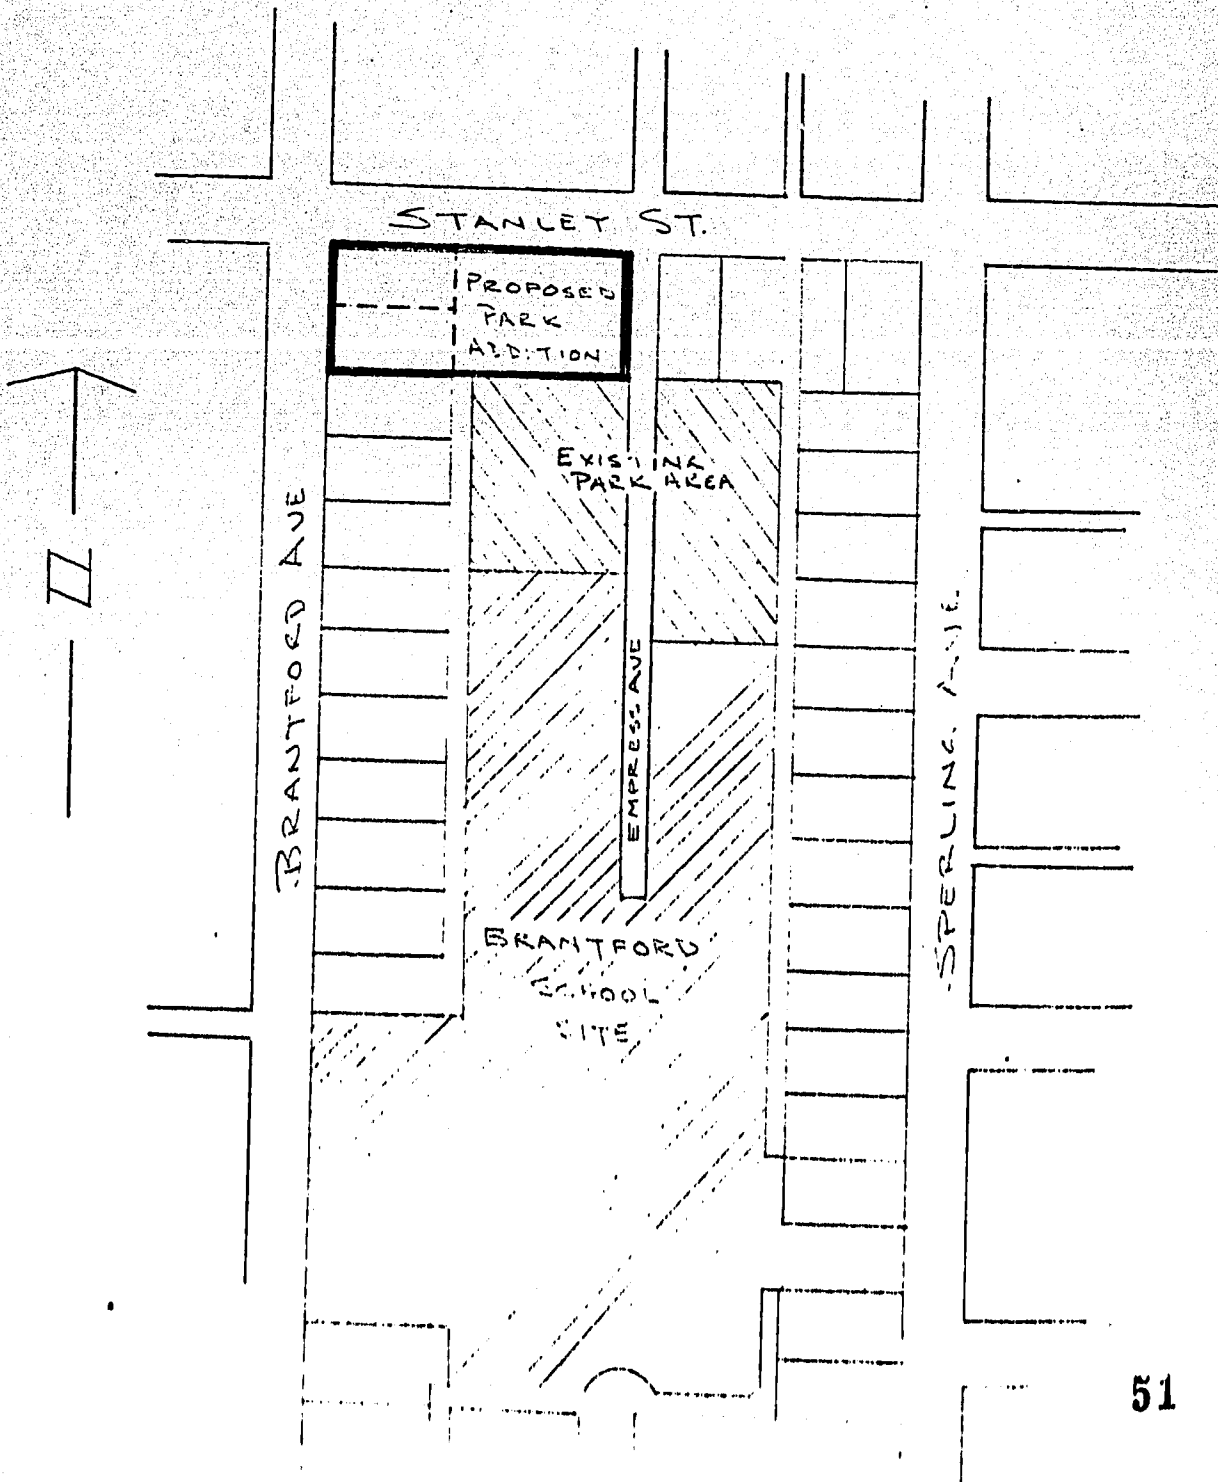 STANLEY ST.
PROPOSED
PARK
ADDITION
EXISTING
PARK AREA
BRANTFORD AVE
N
EMPRESS AVE
SPERLING AVE.
BRANTFORD
SCHOOL
SITE
51